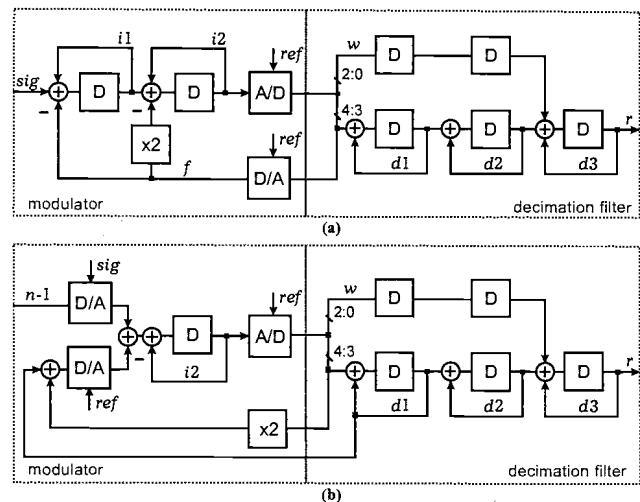 i1
i2
ref
w
sig
D
D
A/D
D
D
2:0
4:3
−
−
ref
x2
D
D
D
f
D/A
d1
d2
d3
r
modulator
decimation filter
(a)
sig
n-1
D/A
ref
w
D
D
D
A/D
2:0
4:3
−
i2
D/A
D
D
D
r
ref
x2
d1
d2
d3
modulator
decimation filter
(b)